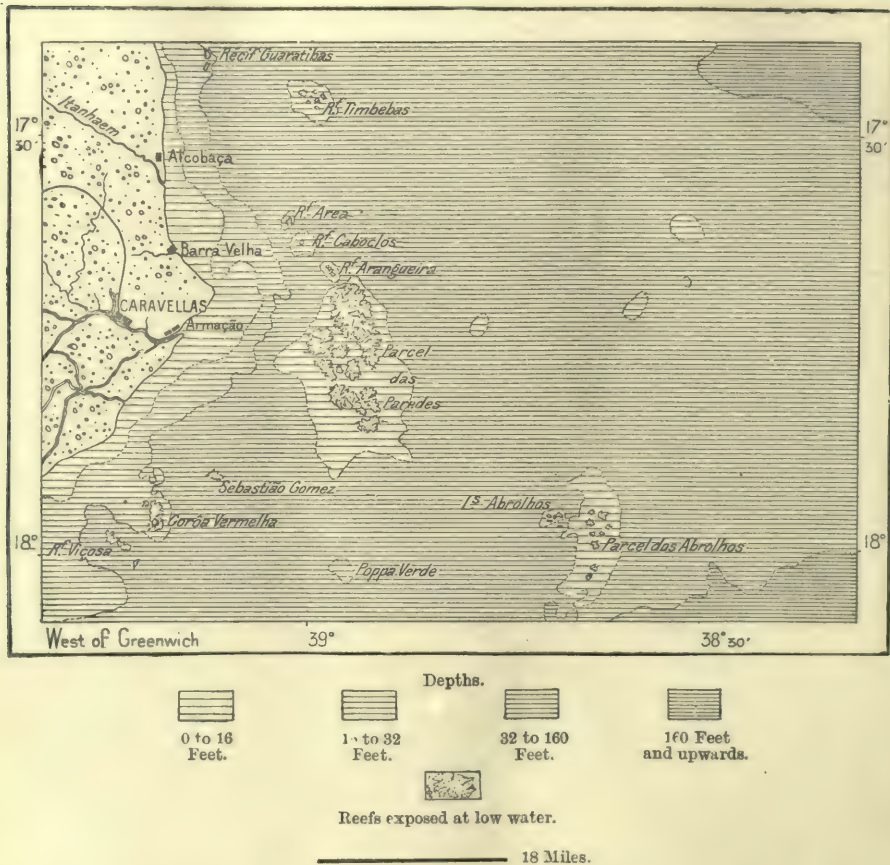 Récif Guaratibas
Rf. Timbebas
Itanhaem
17°
30′
17°
30′
Alcobaça
Rf. Area
Rf. Caboclos
Barra Velha
Rf. Arangueira
CARAVELLAS
Armação
Parcel
das
Paredes
Sebastião Gomez
Is. Abrolhos
Corôa Vermelha
Parcel dos Abrolhos
18°
18°
Rf. Viçosa
Poppa Verde
West of Greenwich
39°
38° 30′
Depths.
0 to 16
Feet.
to 32
Feet.
32 to 160
Feet.
160 Feet
and upwards.
Reefs exposed at low water.
18 Miles.